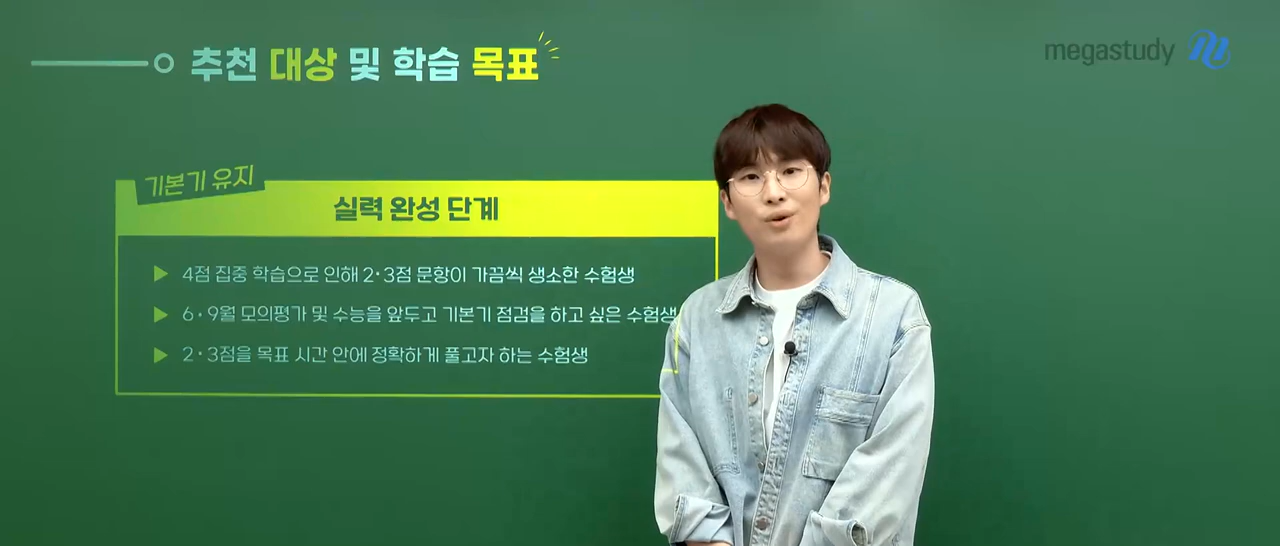 추천 대상 및 학습 목표
megastudy
기본기 유지
실력 완성 단계
4점 집중 학습으로 인해 2·3점 문항이 가끔씩 생소한 수험생
6·9월 모의평가 및 수능을 앞두고 기본기 점검을 하고 싶은 수험생
2·3점을 목표 시간 안에 정확하게 풀고자 하는 수험생